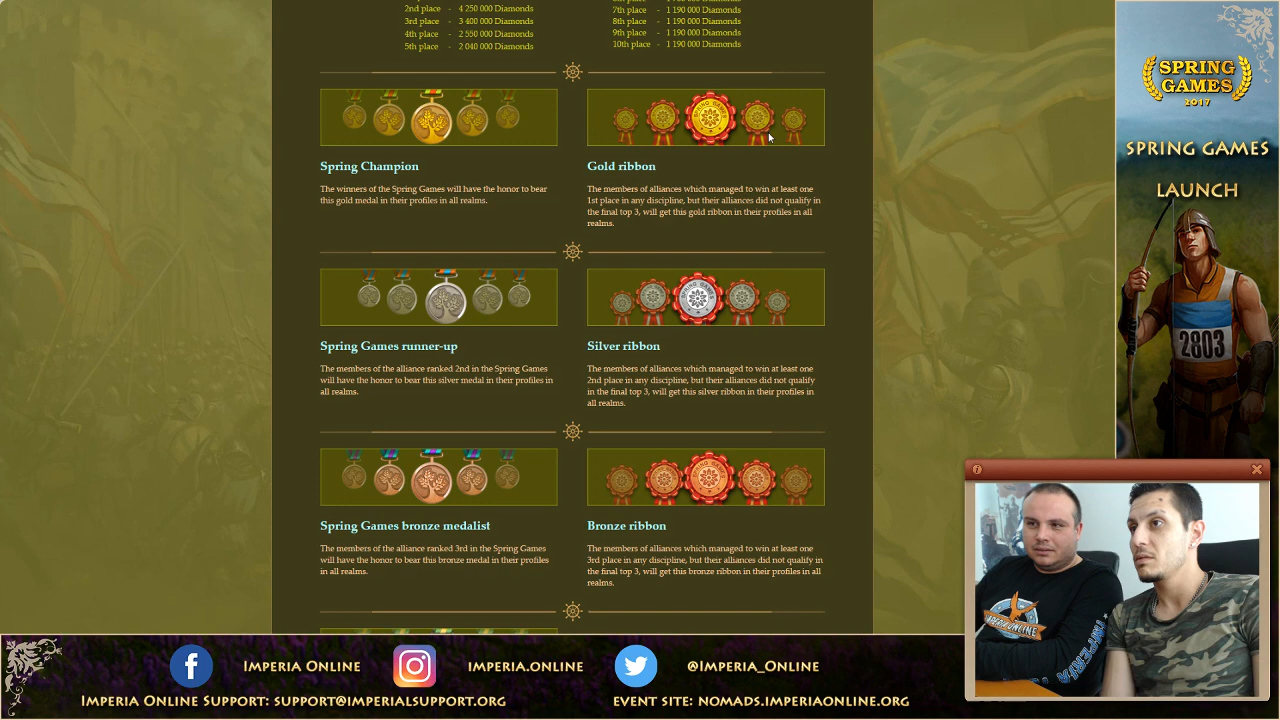 2nd place - 4 250 000 Diamonds
3rd place - 3 400 000 Diamonds
4th place - 2 550 000 Diamonds
5th place - 2 040 000 Diamonds
7th place - 1 190 000 Diamonds
8th place - 1 190 000 Diamonds
9th place - 1 190 000 Diamonds
10th place - 1 190 000 Diamonds
Spring Champion
The winners of the Spring Games will have the honor to bear
this gold medal in their profiles in all realms.
SPRING GAMES
Gold ribbon
The members of alliances which managed to win at least one
1st place in any discipline, but their alliances did not qualify in
the final top 3, will get this gold ribbon in their profiles in all
realms.
Spring Games runner-up
The members of the alliance ranked 2nd in the Spring Games
will have the honor to bear this silver medal in their profiles in
all realms.
SPRING GAMES
Silver ribbon
The members of alliances which managed to win at least one
2nd place in any discipline, but their alliances did not qualify
in the final top 3, will get this silver ribbon in their profiles in
all realms.
Spring Games bronze medalist
The members of the alliance ranked 3rd in the Spring Games
will have the honor to bear this bronze medal in their profiles
in all realms.
SPRING GAMES
Bronze ribbon
The members of alliances which managed to win at least one
3rd place in any discipline, but their alliances did not qualify in
the final top 3, will get this bronze ribbon in their profiles in all
realms.
SPRING
GAMES
2017
SPRING GAMES
LAUNCH
2803
IMPERIA ONLINE
IMPERIA
IMPERIA ONLINE
IMPERIA.ONLINE
@IMPERIA_ONLINE
IMPERIA ONLINE SUPPORT: SUPPORT@IMPERIALSUPPORT.ORG
EVENT SITE: NOMADS.IMPERIAONLINE.ORG